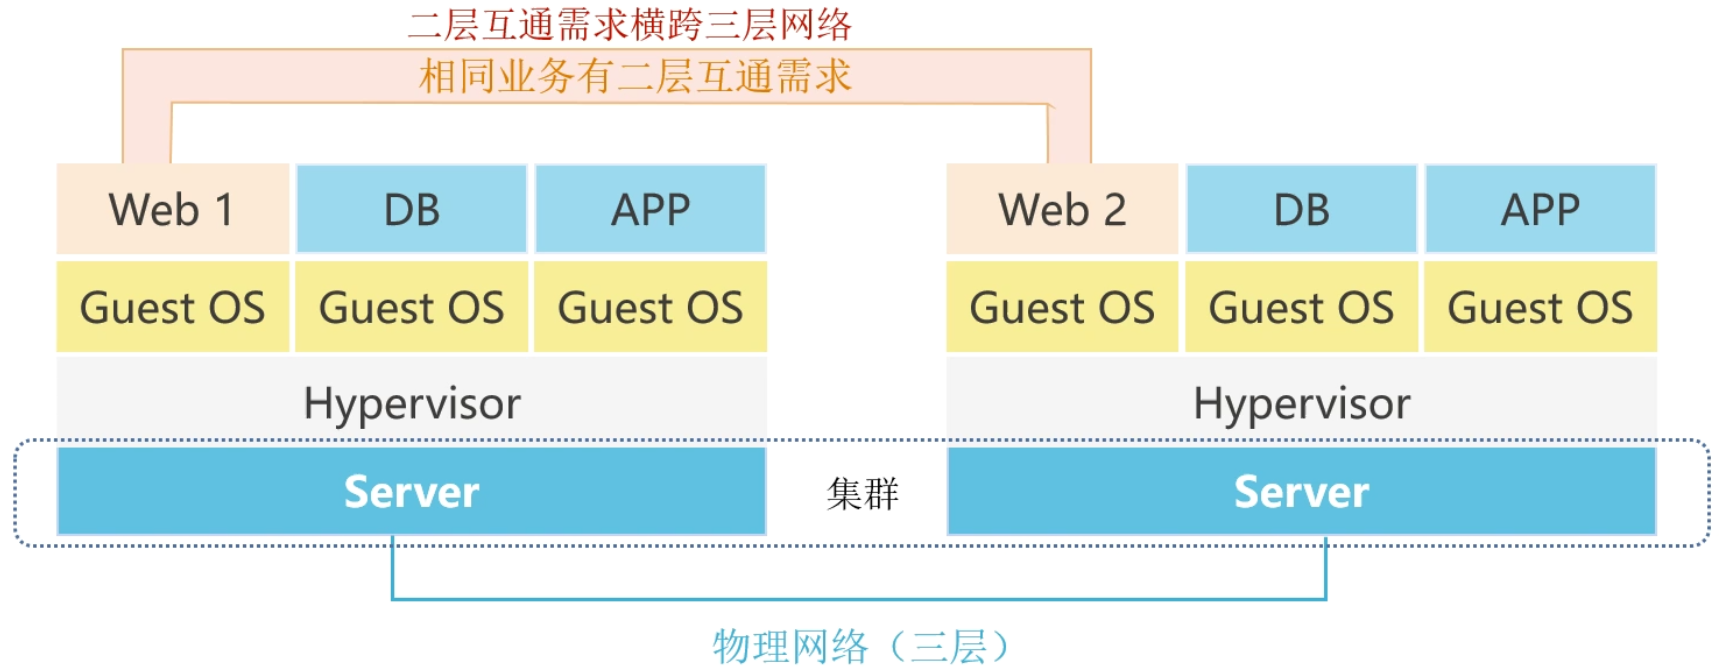 二层互通需求横跨三层网络
相同业务有二层互通需求
Web 1 DB APP Web 2 DB APP
Guest OS Guest OS Guest OS Guest OS Guest OS Guest OS
Hypervisor Hypervisor
Server 集群 Server
物理网络（三层）